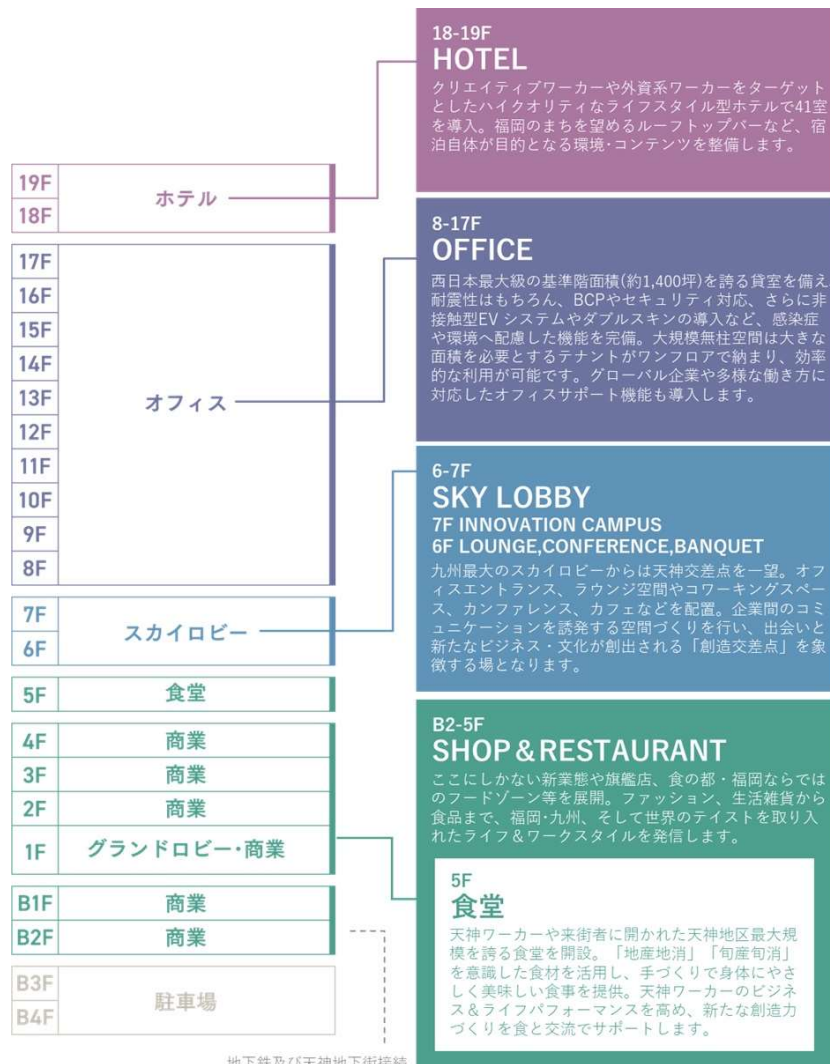 19F
18F
ホテル
17F
16F
15F
14F
13F
12F
11F
10F
9F
8F
オフィス
7F
6F
スカイロビー
5F
食堂
4F
商業
3F
商業
2F
商業
1F
グランドロビー・商業
B1F
商業
B2F
商業
B3F
B4F
駐車場
地下鉄及び天神地下街接続
18-19F
HOTEL
クリエイティブワーカーや外資系ワーカーをターゲット
としたハイクオリティなライフスタイル型ホテルで41室
を導入。福岡のまちを望めるルーフトップバーなど、宿
泊自体が目的となる環境・コンテンツを整備します。
8-17F
OFFICE
西日本最大級の基準階面積(約1,400坪)を誇る貸室を備え
耐震性はもちろん、BCPやセキュリティ対応、さらに非
接触型EV システムやダブルスキンの導入など、感染症
や環境へ配慮した機能を完備。大規模無柱空間は大きな
面積を必要とするテナントがワンフロアで納まり、効率
的な利用が可能です。グローバル企業や多様な働き方に
対応したオフィスサポート機能も導入します。
6-7F
SKY LOBBY
7F INNOVATION CAMPUS
6F LOUNGE,CONFERENCE,BANQUET
九州最大のスカイロビーからは天神交差点を一望。オフ
ィスエントランス、ラウンジ空間やコワーキングスペー
ス、カンファレンス、カフェなどを配置。企業間のコミ
ュニケーションを誘発する空間づくりを行い、出会いと
新たなビジネス・文化が創出される「創造交差点」を象
徴する場となります。
B2-5F
SHOP & RESTAURANT
ここにしかない新業態や旗艦店、食の都・福岡ならでは
のフードゾーン等を展開。ファッション、生活雑貨から
食品まで、福岡・九州、そして世界のテイストを取り入
れたライフ＆ワークスタイルを発信します。
5F
食堂
天神ワーカーや来街者に開かれた天神地区最大規
模を誇る食堂を開設。「地産地消」「旬産旬消」
を意識した食材を活用し、手づくりで身体にやさ
しく美味しい食事を提供。天神ワーカーのビジネ
ス＆ライフパフォーマンスを高め、新たな創造力
づくりを食と交流でサポートします。